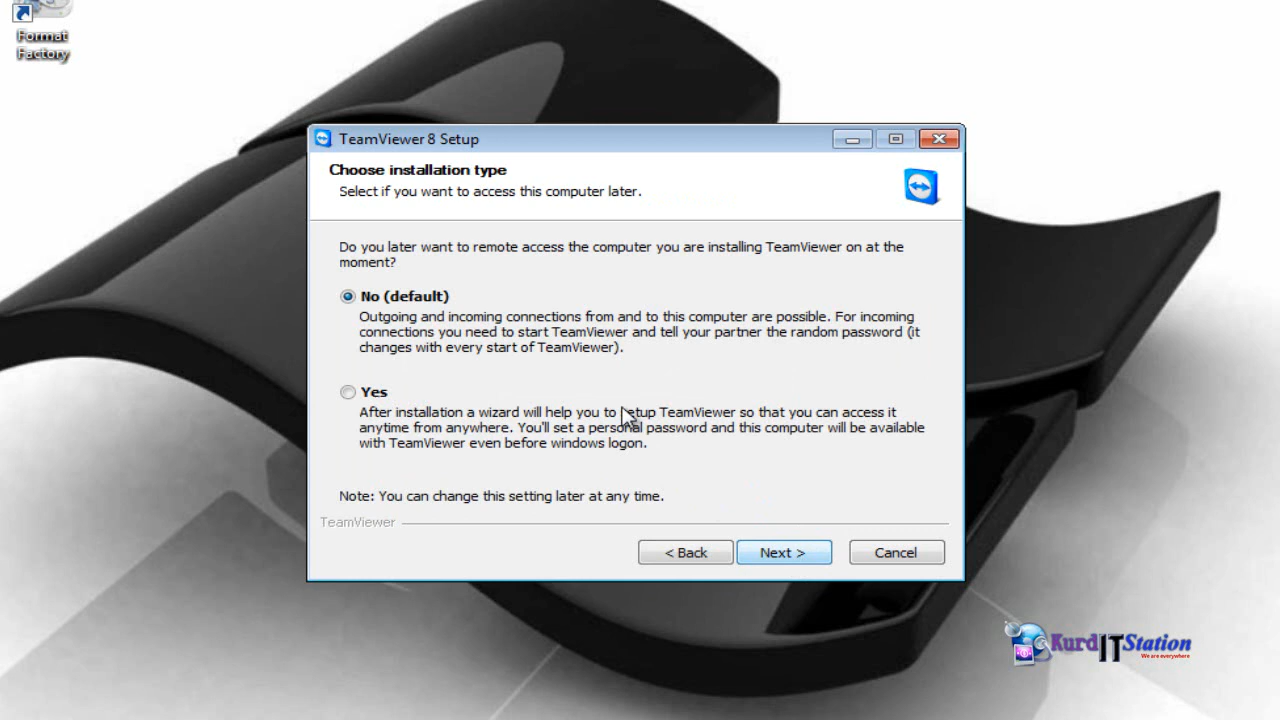 Format
Factory
TeamViewer 8 Setup
Choose installation type
Select if you want to access this computer later.
Do you later want to remote access the computer you are installing TeamViewer on at the
moment?
No (default)
Outgoing and incoming connections from and to this computer are possible. For incoming
connections you need to start TeamViewer and tell your partner the random password (it
changes with every start of TeamViewer).
Yes
After installation a wizard will help you to setup TeamViewer so that you can access it
anytime from anywhere. You'll set a personal password and this computer will be available
with TeamViewer even before windows logon.
Note: You can change this setting later at any time.
TeamViewer
< Back
Next >
Cancel
Kurd IT Station
We are everywhere